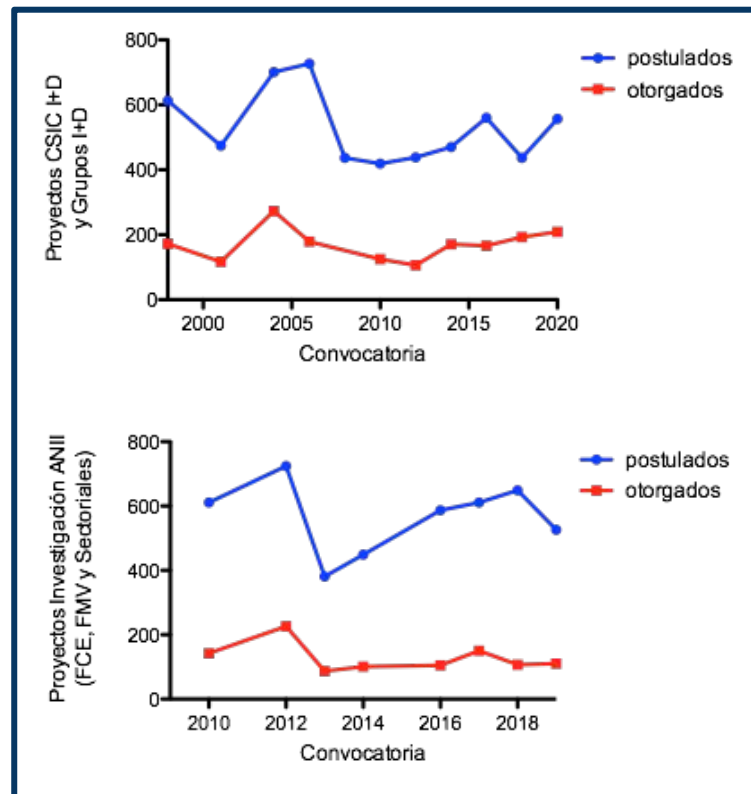 Proyectos CSIC I+D
y Grupos I+D
800
600
400
200
0
2000 2005 2010 2015 2020
Convocatoria
postulados
otorgados
Proyectos Investigación ANII
(FCE, FMV y Sectoriales)
800
600
400
200
0
2010 2012 2014 2016 2018
Convocatoria
postulados
otorgados